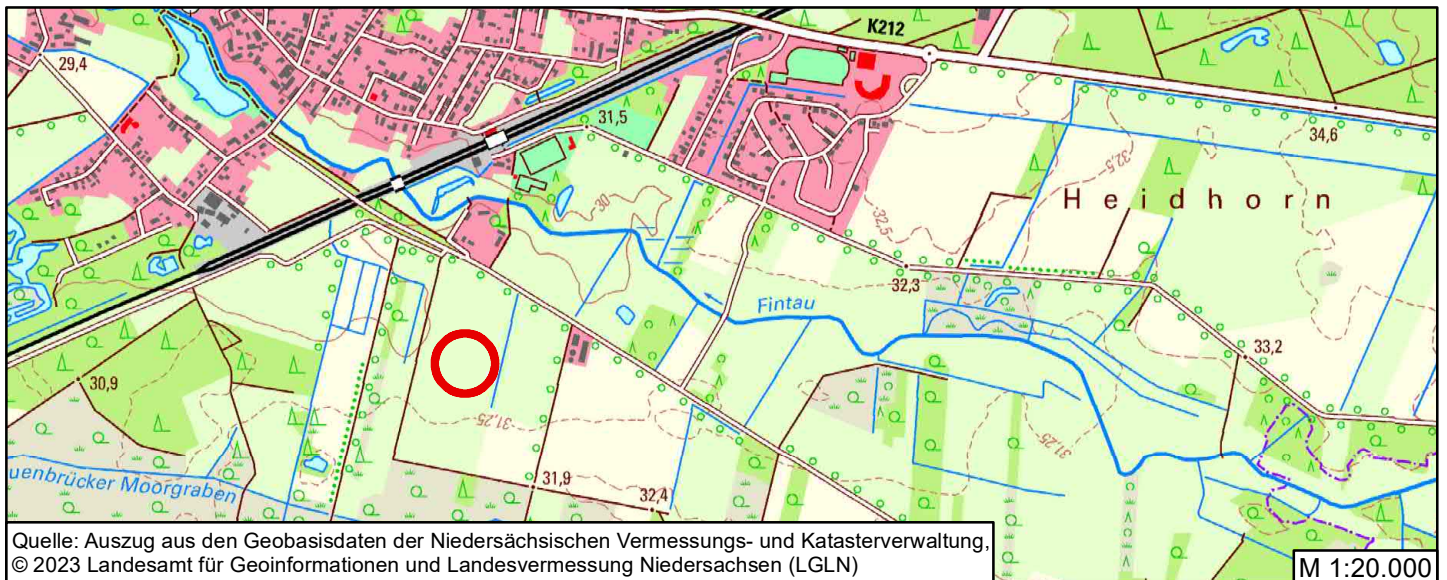 K212
29,4
31,5
34,6
32,5
Heidhorn
30
32,5
32,3
Fintau
33,2
30,9
31,25
31,25
uenbrücker Moorgraben
31,9
32,4
Quelle: Auszug aus den Geobasisdaten der Niedersächsischen Vermessungs- und Katasterverwaltung,
© 2023 Landesamt für Geoinformationen und Landesvermessung Niedersachsen (LGLN)
M 1:20.000